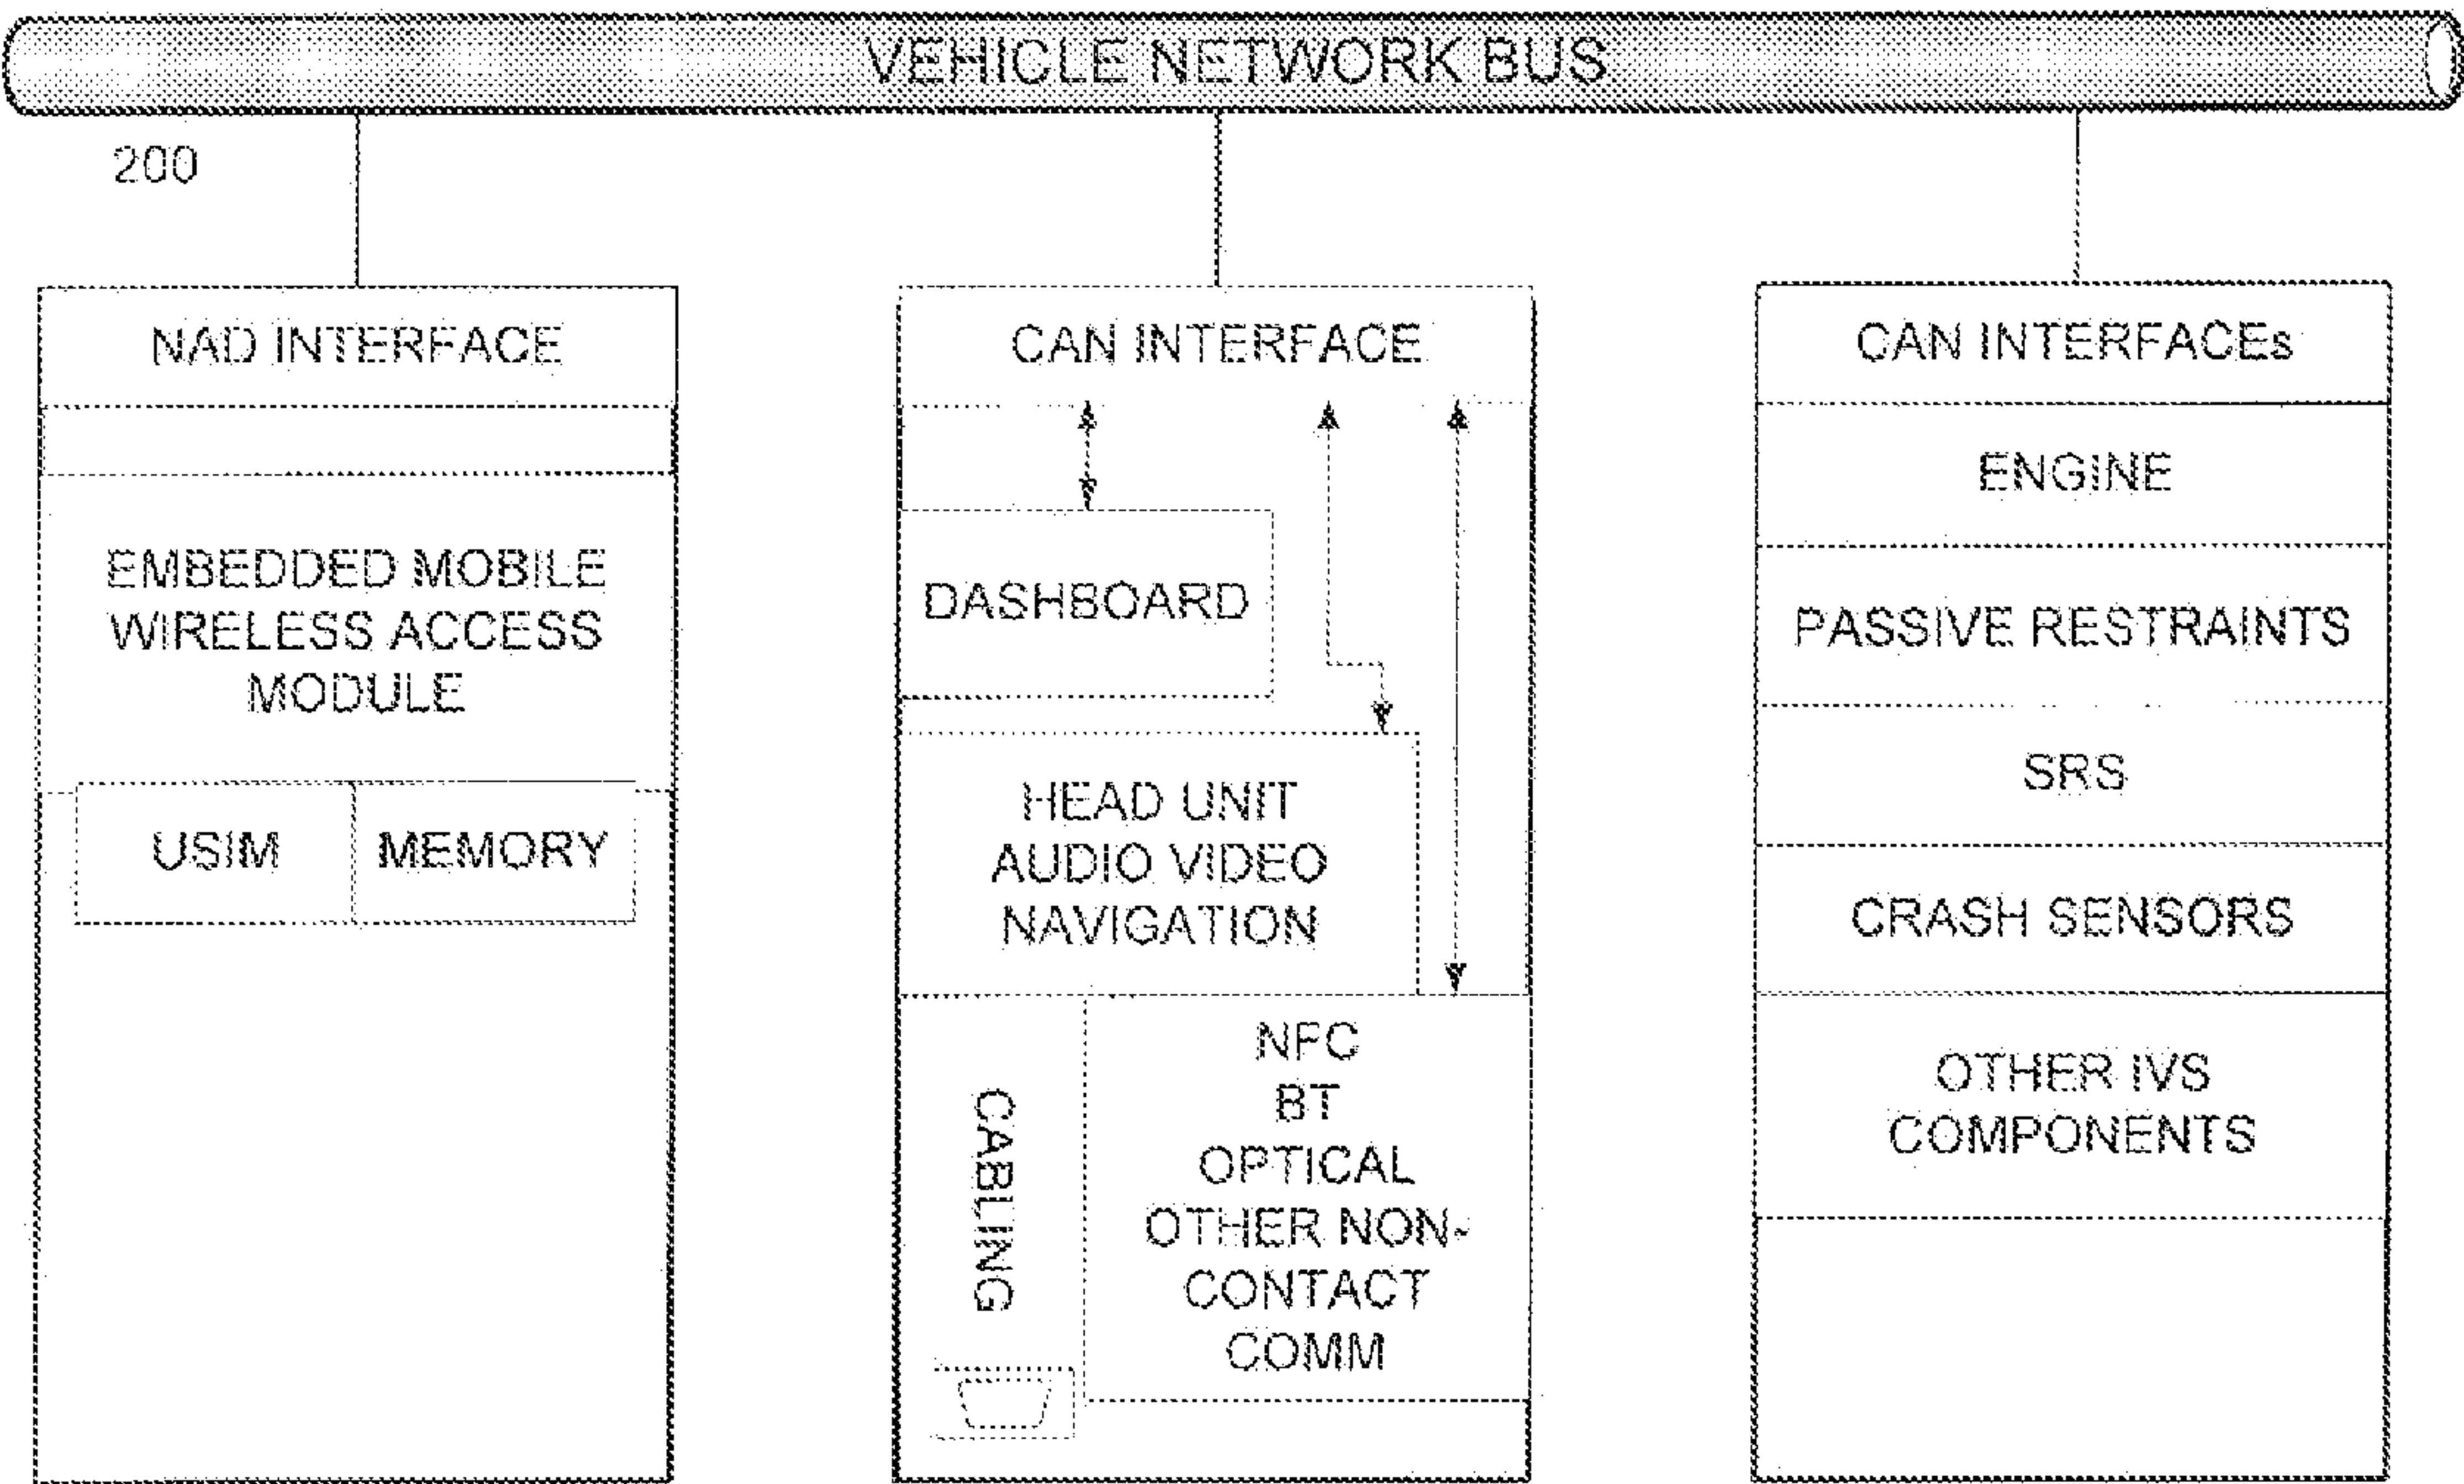 VEHICLE NETWORK BUS
200
NAD INTERFACE
EMBEDDED MOBILE
WIRELESS ACCESS
MODULE
USIM
MEMORY
CAN INTERFACE
DASHBOARD
HEAD UNIT
AUDIO VIDEO
NAVIGATION
CABLING
NFC
BT
OPTICAL
OTHER NON-
CONTACT
COMM
CAN INTERFACEs
ENGINE
PASSIVE RESTRAINTS
SRS
CRASH SENSORS
OTHER IVS
COMPONENTS